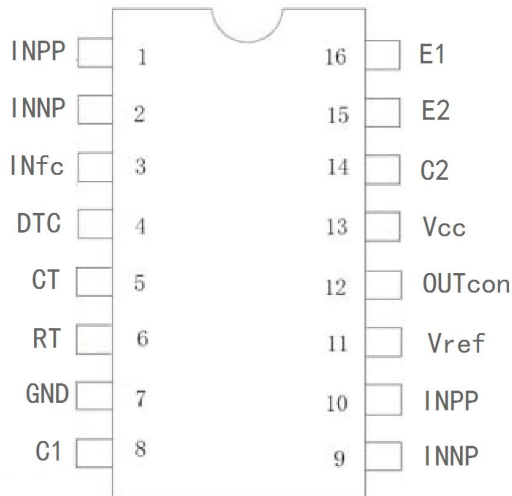 INPP 1 16 E1
INNP 2 15 E2
INfc 3 14 C2
DTC 4 13 Vcc
CT 5 12 OUTcon
RT 6 11 Vref
GND 7 10 INPP
C1 8 9 INNP